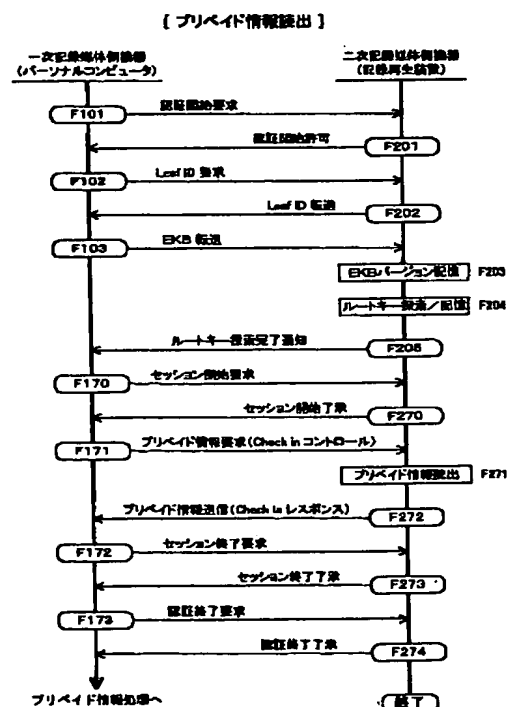 [ プリペイド情報読出 ]
一次記録媒体側機器
(パーソナルコンピュータ)
二次記録媒体側機器
(記録再生装置)
F101
認証開始要求
認証開始許可
F201
F102
Leaf ID 要求
Leaf ID 転送
F202
F103
EKB 転送
EKBバージョン記憶 F203
ルートキー探索/記憶 F204
ルートキー探索完了通知
F205
F170
セッション開始要求
セッション開始了承
F270
F171
プリペイド情報要求(Check in コントロール)
プリペイド情報読出 F271
プリペイド情報送信(Check in レスポンス)
F272
F172
セッション終了要求
セッション終了了承
F273
F173
認証終了要求
認証終了了承
F274
プリペイド情報処理へ
終了